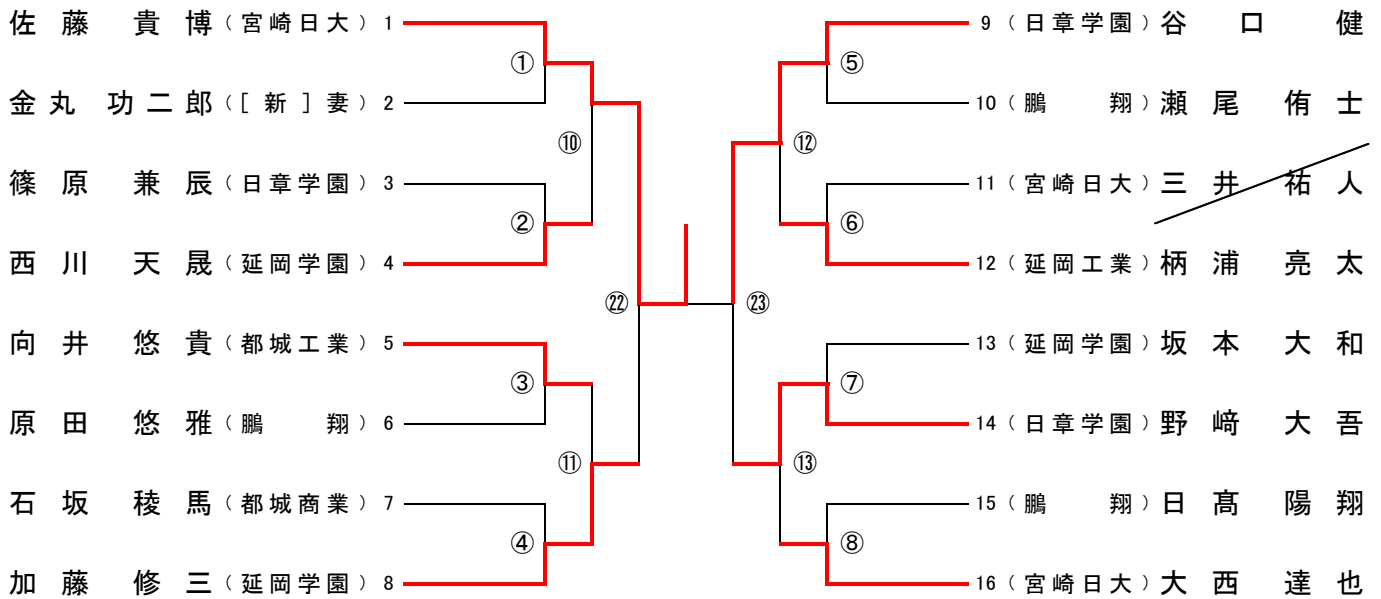 佐藤 貴博（宮崎日大）1
①
金丸 功二郎（[新]妻）2
⑩
篠原 兼辰（日章学園）3
②
西川 天晟（延岡学園）4
㉒
向井 悠貴（都城工業）5
③
原田 悠雅（鵬 翔）6
⑪
石坂 稜馬（都城商業）7
④
加藤 修三（延岡学園）8
9（日章学園）谷口 健
⑤
10（鵬 翔）瀬尾 侑士
⑫
11（宮崎日大）三井 祐人
⑥
12（延岡工業）柄浦 亮太
㉓
13（延岡学園）坂本 大和
⑦
14（日章学園）野﨑 大吾
⑬
15（鵬 翔）日髙 陽翔
⑧
16（宮崎日大）大西 達也